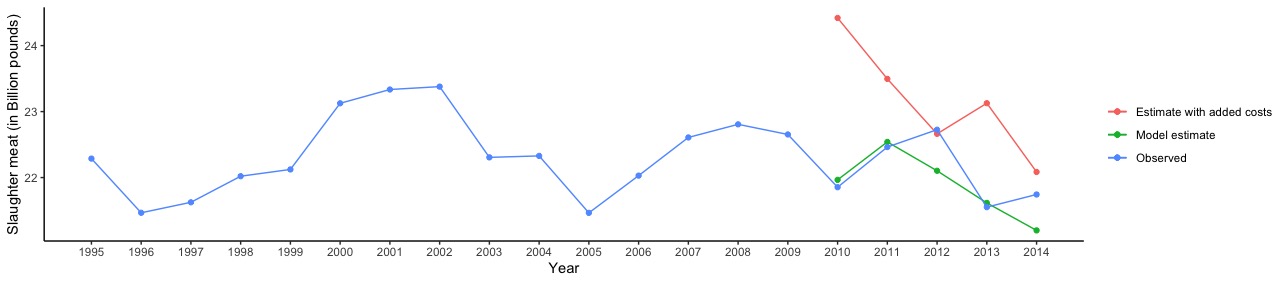 Slaughter meat (in Billion pounds)
24
23
22
1995 1996 1997 1998 1999 2000 2001 2002 2003 2004 2005 2006 2007 2008 2009 2010 2011 2012 2013 2014
Year
Estimate with added costs
Model estimate
Observed